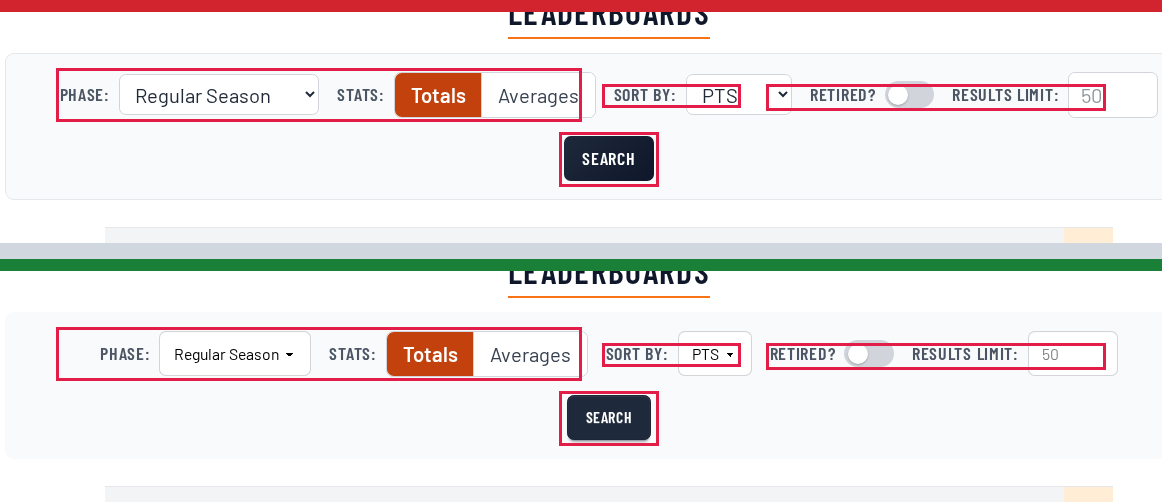 LEADERBOARDS
PHASE: Regular Season STATS: Totals Averages SORT BY: PTS RETIRED? RESULTS LIMIT: 50
SEARCH
LEADERBOARDS
PHASE: Regular Season STATS: Totals Averages SORT BY: PTS RETIRED? RESULTS LIMIT: 50
SEARCH